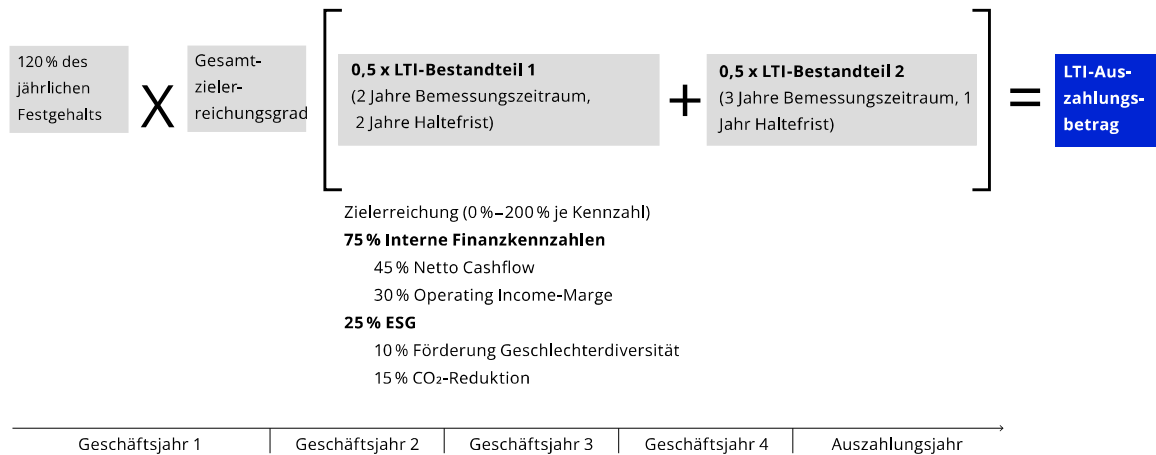 120 % des
jährlichen
Festgehalts
X
Gesamt-
zieler-
reichungsgrad
[
0,5 x LTI-Bestandteil 1
(2 Jahre Bemessungszeitraum,
2 Jahre Haltefrist)
+
0,5 x LTI-Bestandteil 2
(3 Jahre Bemessungszeitraum, 1
Jahr Haltefrist)
]
=
LTI-Aus-
zahlungs-
betrag
Zielerreichung (0 %–200 % je Kennzahl)
75 % Interne Finanzkennzahlen
45 % Netto Cashflow
30 % Operating Income-Marge
25 % ESG
10 % Förderung Geschlechterdiversität
15 % CO₂-Reduktion
Geschäftsjahr 1
Geschäftsjahr 2
Geschäftsjahr 3
Geschäftsjahr 4
Auszahlungsjahr